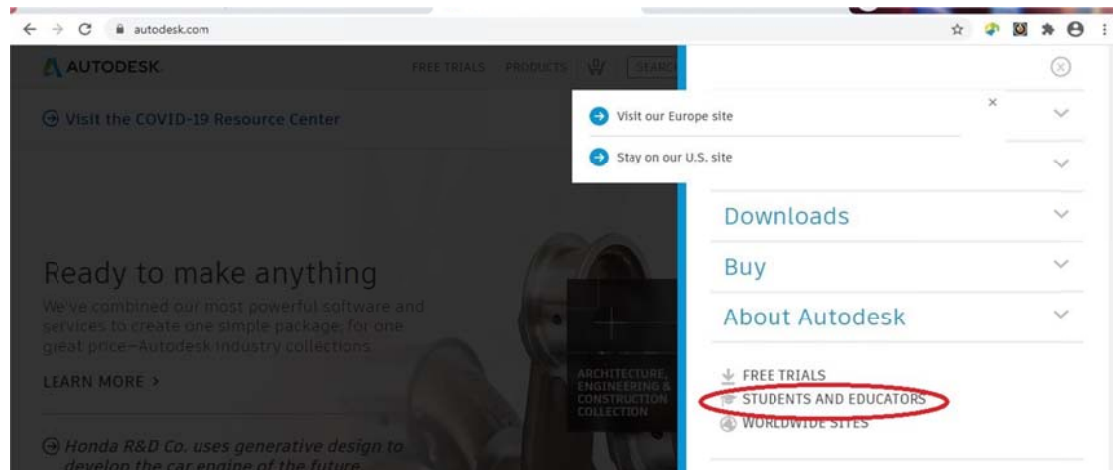 autodesk.com
AUTODESK.
FREE TRIALS PRODUCTS
Visit the COVID-19 Resource Center
Visit our Europe site
Stay on our U.S. site
Ready to make anything
We've combined our most powerful software and
services to create one simple package, for one
great price—Autodesk industry collections.
LEARN MORE >
ARCHITECTURE,
ENGINEERING &
CONSTRUCTION
COLLECTION
Honda R&D Co. uses generative design to
develop the car engine of the future
Downloads
Buy
About Autodesk
FREE TRIALS
STUDENTS AND EDUCATORS
WORLDWIDE SITES